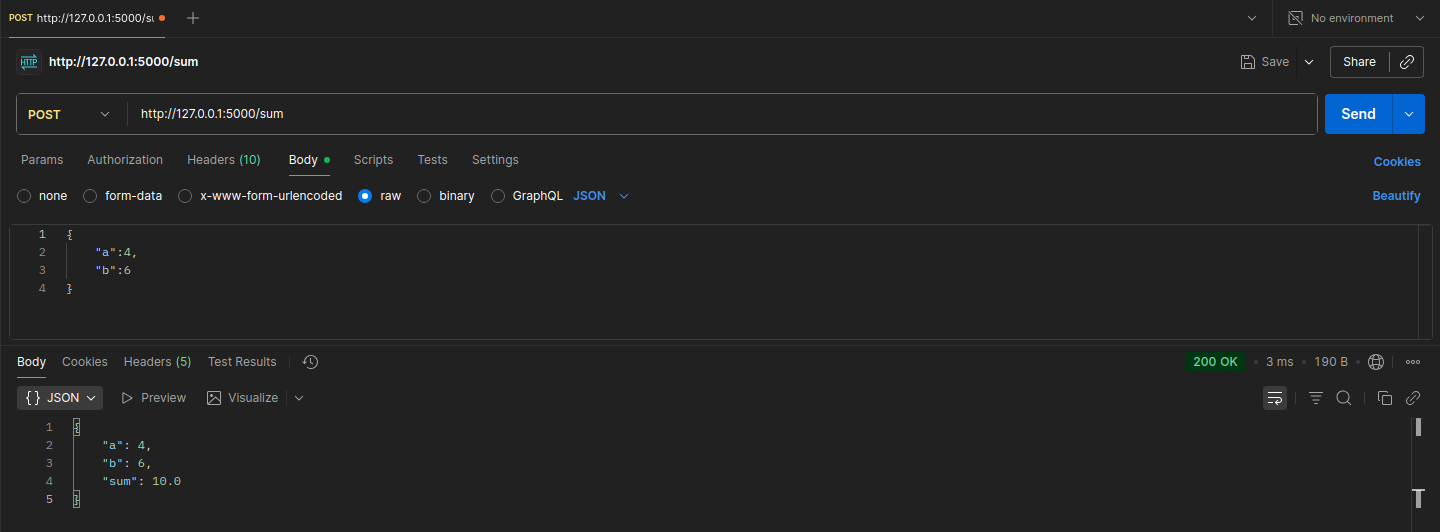 POST http://127.0.0.1:5000/su
No environment
HTTP http://127.0.0.1:5000/sum
Save
Share
POST http://127.0.0.1:5000/sum
Send
Params Authorization Headers (10) Body Scripts Tests Settings
Cookies
none form-data x-www-form-urlencoded raw binary GraphQL JSON
Beautify
1 {
2 "a":4,
3 "b":6
4 }
Body Cookies Headers (5) Test Results
200 OK • 3 ms • 190 B
{} JSON Preview Visualize
1 {
2 "a": 4,
3 "b": 6,
4 "sum": 10.0
5 }